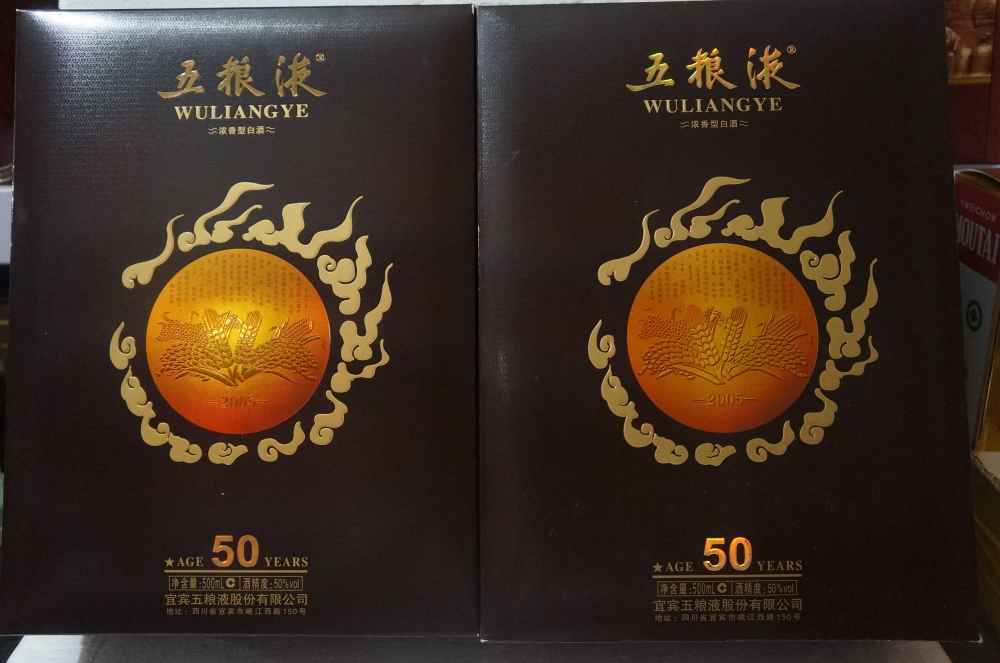 五粮液®
WULIANGYE
浓香型白酒
—2005—
★AGE 50 YEARS
净含量:500mL C 酒精度:50%vol
宜宾五粮液股份有限公司
地址:四川省宜宾市岷江西路150号
五粮液®
WULIANGYE
浓香型白酒
—2005—
★AGE 50 YEARS
净含量:500mL C 酒精度:50%vol
宜宾五粮液股份有限公司
地址:四川省宜宾市岷江西路150号
MOUTAI